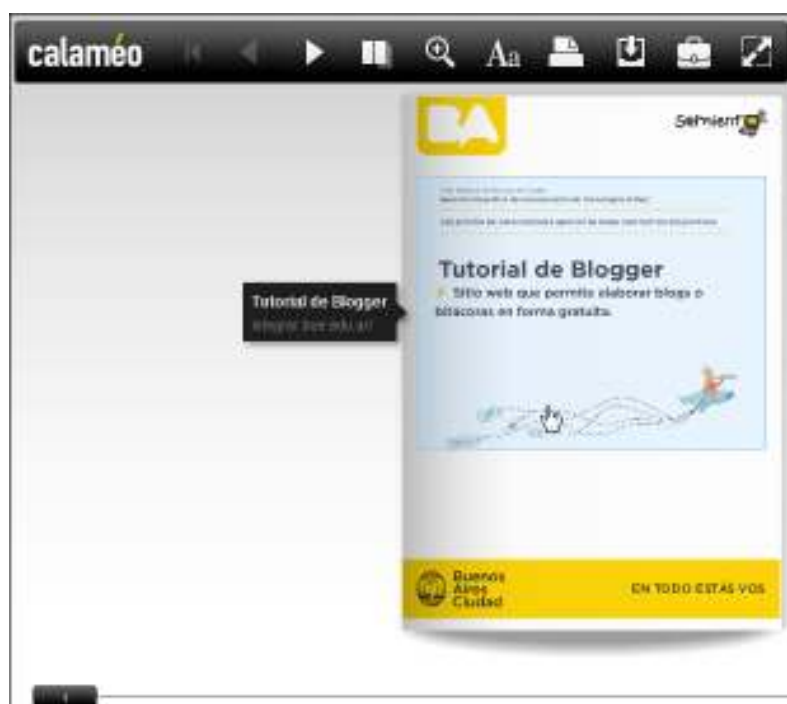 calaméo
Aa
BA
Tutorial de Blogger
Sitio web que permite elaborar blogs o
bitácoras en forma gratuita.
Tutorial de Blogger
Buenos
Aires
Ciudad
EN TODO ESTÁS VOS